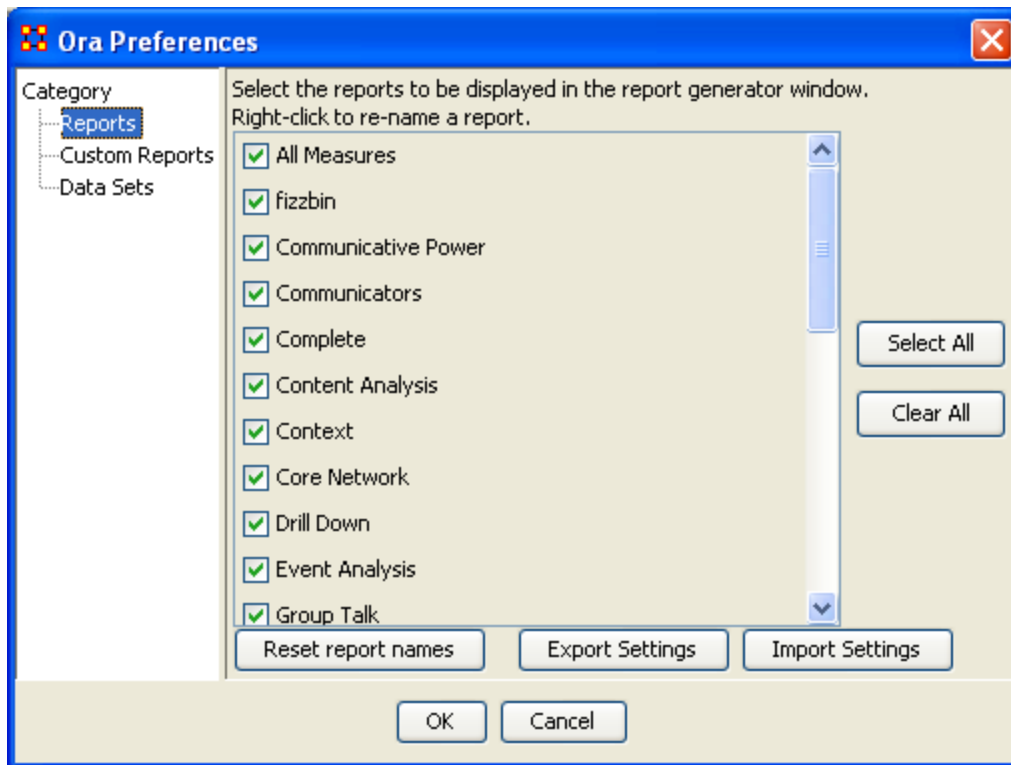 Ora Preferences
Category
Reports
Custom Reports
Data Sets
Select the reports to be displayed in the report generator window.
Right-click to re-name a report.
All Measures
fizzbin
Communicative Power
Communicators
Complete
Content Analysis
Context
Core Network
Drill Down
Event Analysis
Group Talk
Select All
Clear All
Reset report names
Export Settings
Import Settings
OK
Cancel